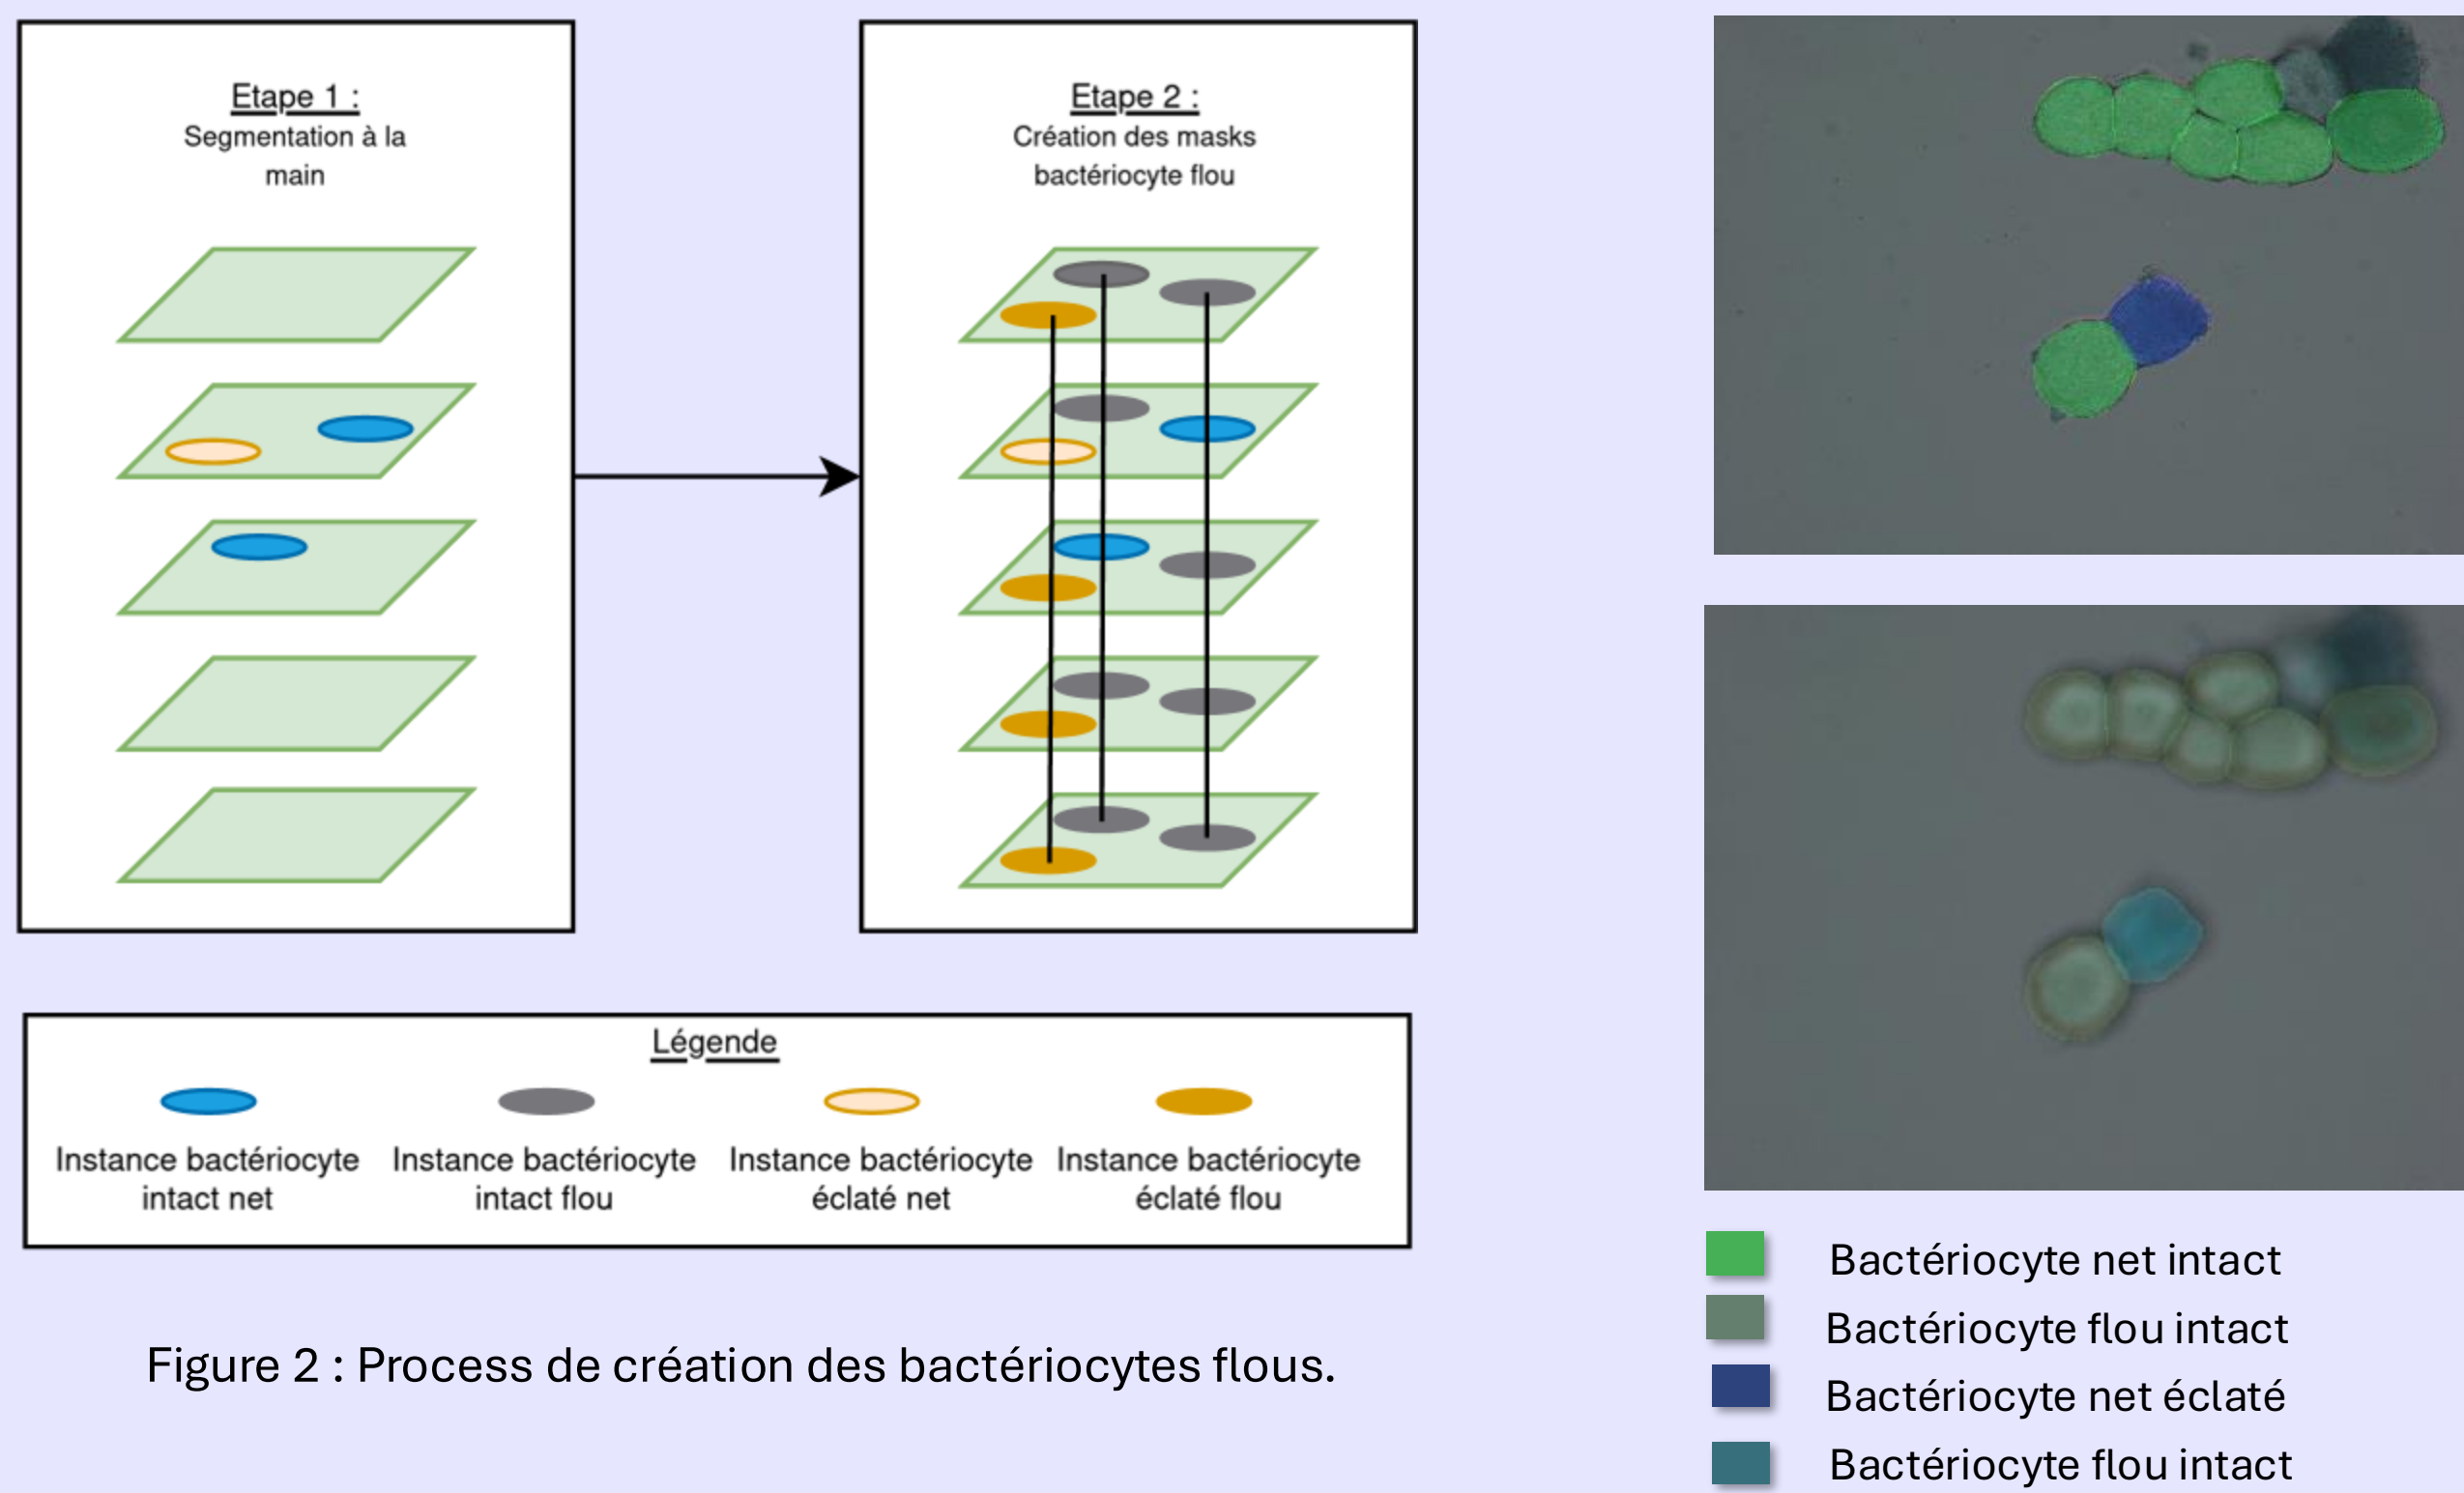 Etape 1 :
Segmentation à la
main
Etape 2 :
Création des masks
bactériocyte flou
Légende
Instance bactériocyte
intact net
Instance bactériocyte
intact flou
Instance bactériocyte
éclaté net
Instance bactériocyte
éclaté flou
Figure 2 : Process de création des bactériocytes flous.
Bactériocyte net intact
Bactériocyte flou intact
Bactériocyte net éclaté
Bactériocyte flou intact